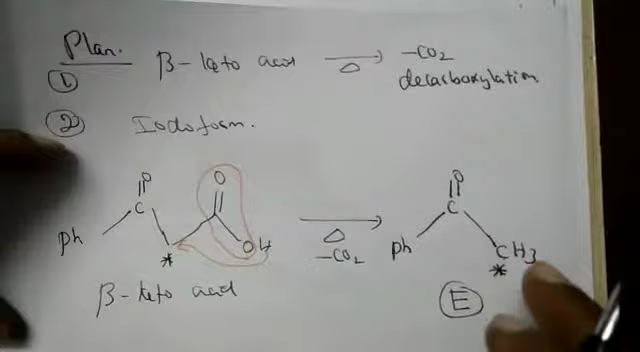 Plan.
① β-keto acid → Δ -CO2
decarboxylation
② Iodoform.
O O O
Ph C OH → Δ -CO2 Ph C CH3
* *
β-keto acid E